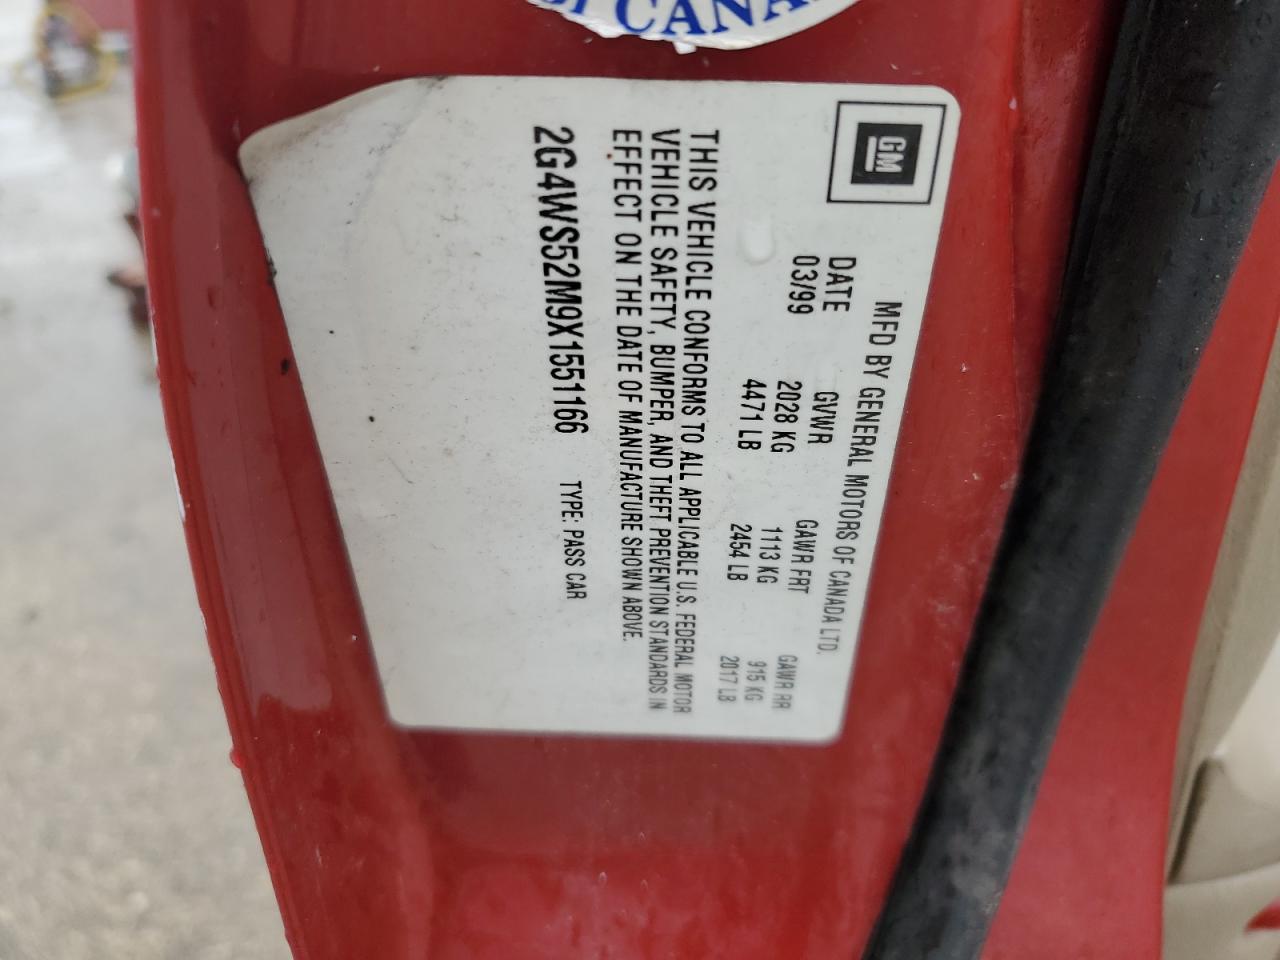 CANA
GM
MFD BY GENERAL MOTORS OF CANADA LTD.
DATE GVWR GAWR FRT GAWR RR
03/99 2028 KG 1113 KG 915 KG
4471 LB 2454 LB 2017 LB
THIS VEHICLE CONFORMS TO ALL APPLICABLE U.S. FEDERAL MOTOR
VEHICLE SAFETY, BUMPER, AND THEFT PREVENTION STANDARDS IN
EFFECT ON THE DATE OF MANUFACTURE SHOWN ABOVE.
2G4WS52M9X1551166 TYPE: PASS CAR